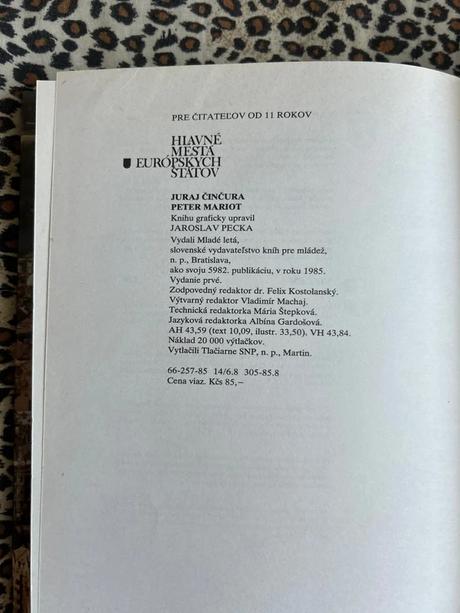 PRE ČITATEĽOV OD 11 ROKOV
HLAVNÉ
MESTÁ
EURÓPSKYCH
ŠTÁTOV
JURAJ ČINČURA
PETER MARIOT
Knihu graficky upravil
JAROSLAV PECKA
Vydali Mladé letá,
slovenské vydavateľstvo kníh pre mládež,
n. p., Bratislava,
ako svoju 5982. publikáciu, v roku 1985.
Vydanie prvé.
Zodpovedný redaktor dr. Felix Kostolanský.
Výtvarný redaktor Vladimír Machaj.
Technická redaktorka Mária Štepková.
Jazyková redaktorka Albína Gardošová.
AH 43,59 (text 10,09, ilustr. 33,50). VH 43,84.
Náklad 20 000 výtlačkov.
Vytlačili Tlačiarne SNP, n. p., Martin.
66-257-85 14/6.8 305-85.8
Cena viaz. Kčs 85,–